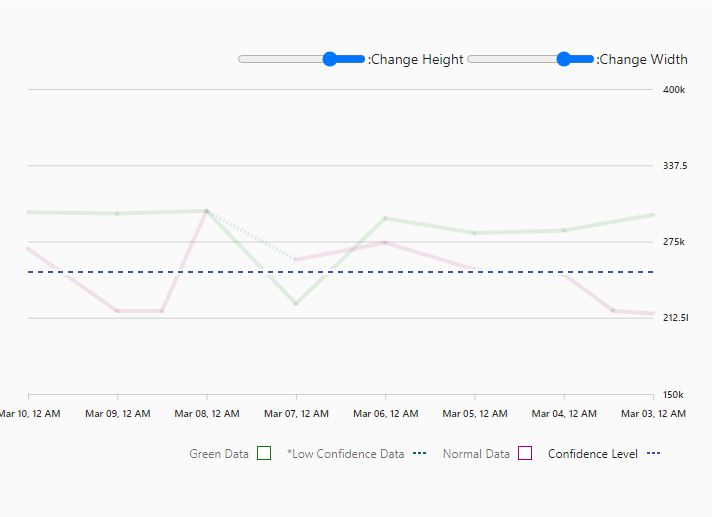 :Change Height :Change Width
400k
337.5
275k
212.5
150k
Mar 10, 12 AM Mar 09, 12 AM Mar 08, 12 AM Mar 07, 12 AM Mar 06, 12 AM Mar 05, 12 AM Mar 04, 12 AM Mar 03, 12 AM
Green Data *Low Confidence Data Normal Data Confidence Level